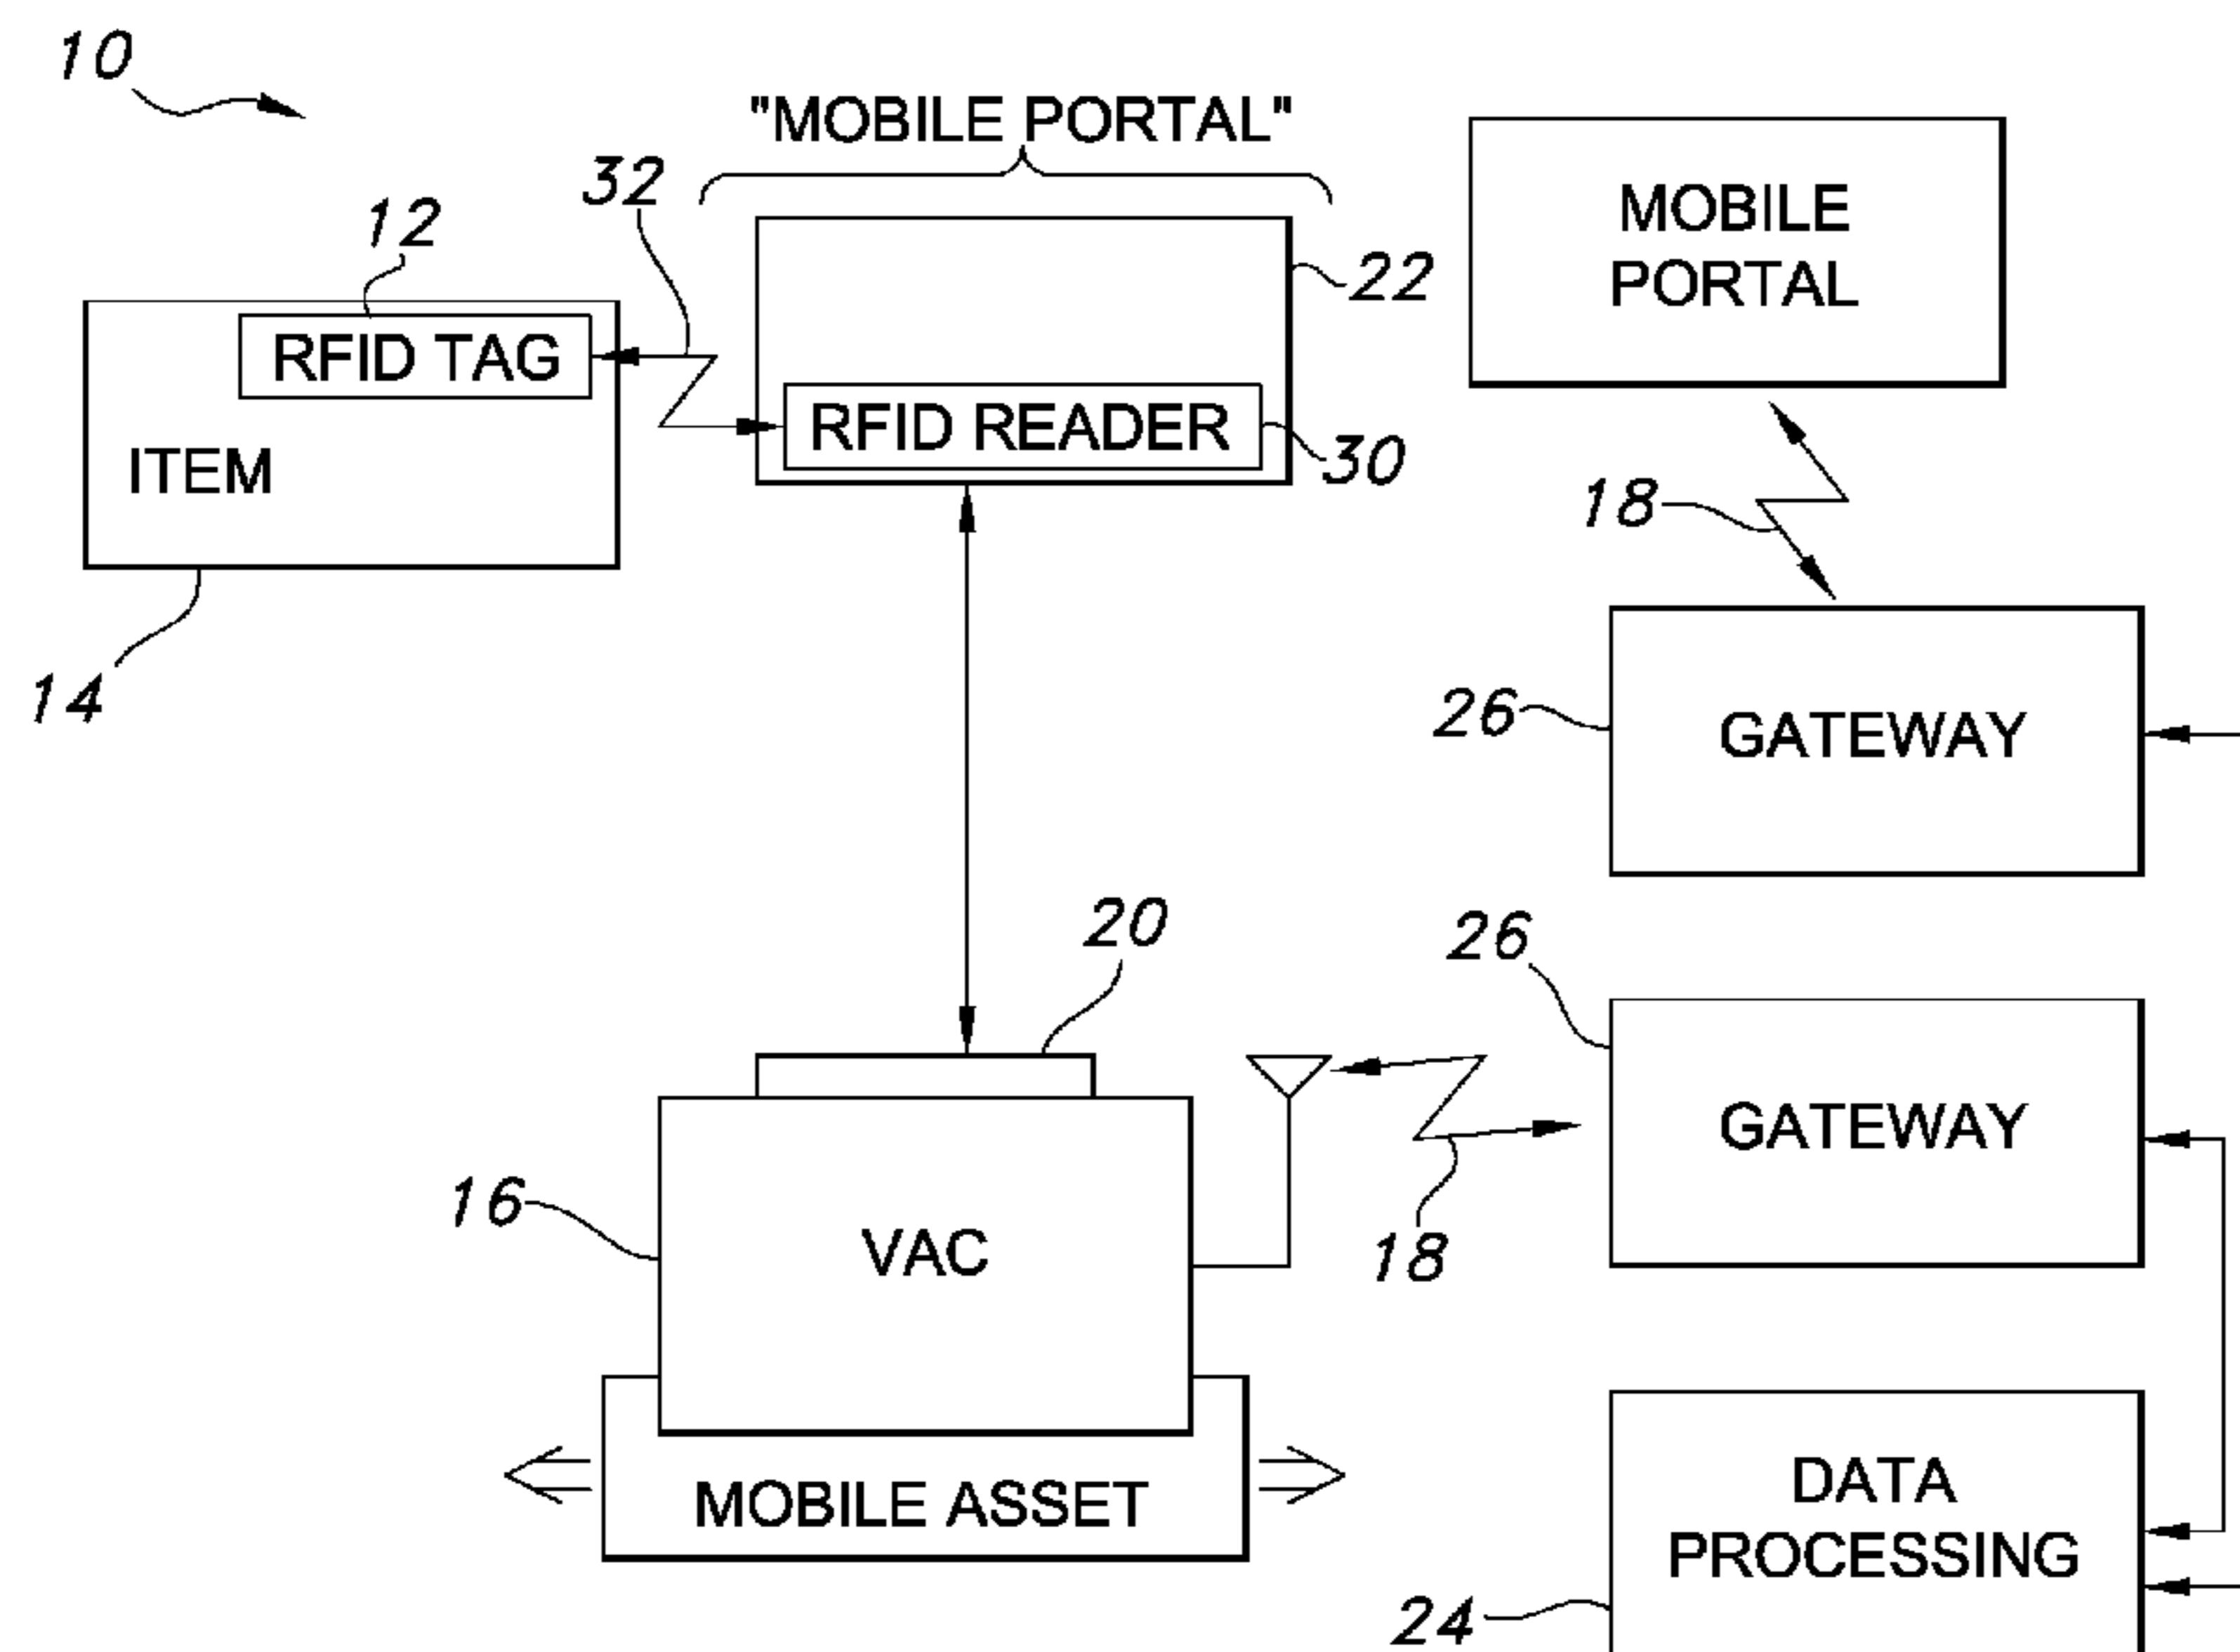 10
"MOBILE PORTAL"
32
12
22
MOBILE
PORTAL
RFID TAG
RFID READER
30
ITEM
18
14
26
GATEWAY
20
26
GATEWAY
16
VAC
18
MOBILE ASSET
DATA
PROCESSING
24